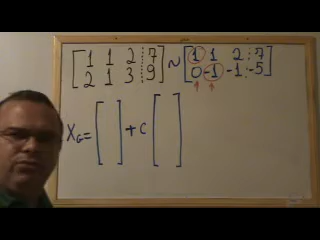 [1 1 2 ⋮ 7] ~ [1 1 2 ⋮ 7]
[2 1 3 ⋮ 9] [0 -1 -1 ⋮ -5]
X_G = [ ] + C [ ]